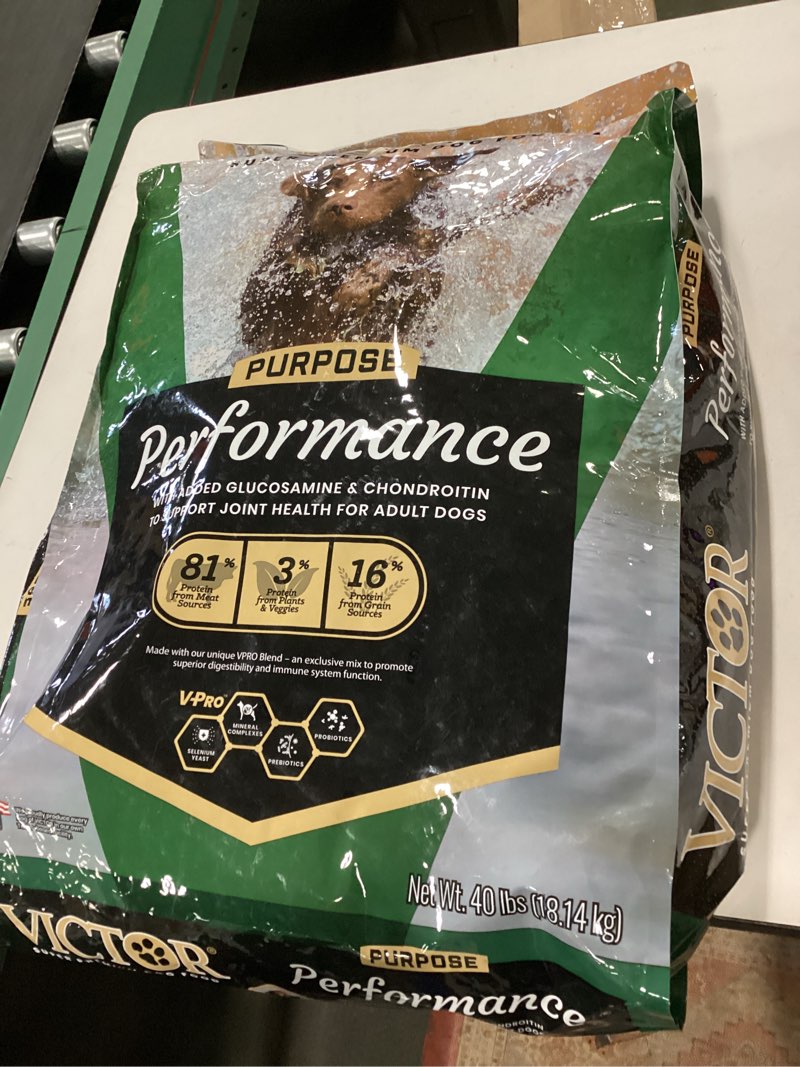 PURPOSE
Performance
WITH ADDED GLUCOSAMINE & CHONDROITIN
TO SUPPORT JOINT HEALTH FOR ADULT DOGS
81%
Protein
from Meat
Sources
3%
Protein
from Plants
& Veggies
16%
Protein
from Grain
Sources
Made with our unique VPRO Blend – an exclusive mix to promote
superior digestibility and immune system function.
V-PRO™
SELENIUM
YEAST
MINERAL
COMPLEXES
PREBIOTICS
PROBIOTICS
Net Wt. 40 lbs (18.14 kg)
VICTOR®
PURPOSE
Performance
PURPOSE
Performance
VICTOR®